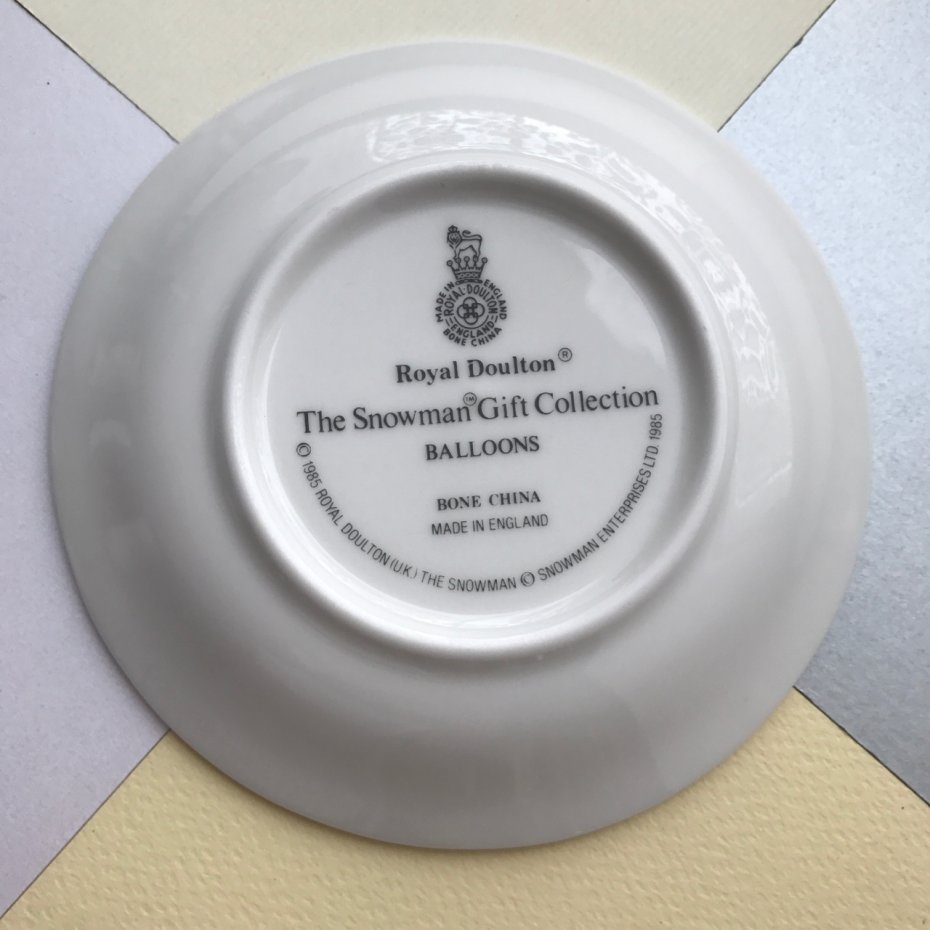 MADE IN ENGLAND
ROYAL·DOULTON
ENGLAND
BONE CHINA
Royal Doulton®
The Snowman™ Gift Collection
BALLOONS
BONE CHINA
MADE IN ENGLAND
© 1985 ROYAL DOULTON (U.K.) THE SNOWMAN © SNOWMAN ENTERPRISES LTD. 1985